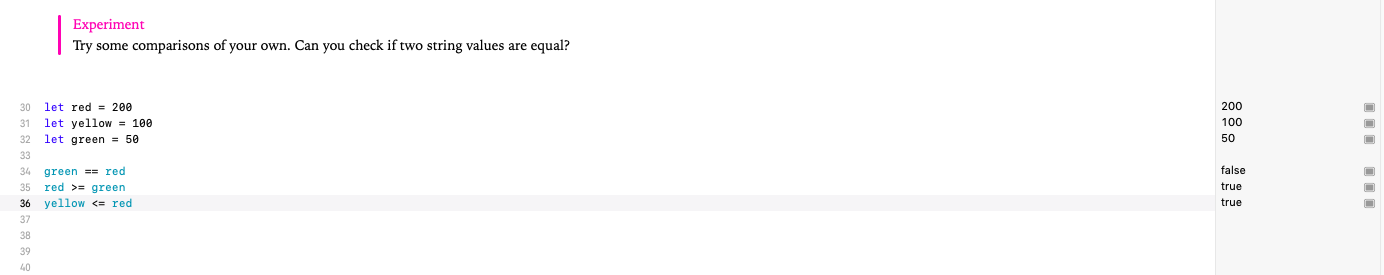 Experiment
Try some comparisons of your own. Can you check if two string values are equal?
30 let red = 200 200
31 let yellow = 100 100
32 let green = 50 50
33
34 green == red false
35 red >= green true
36 yellow <= red true
37
38
39
40